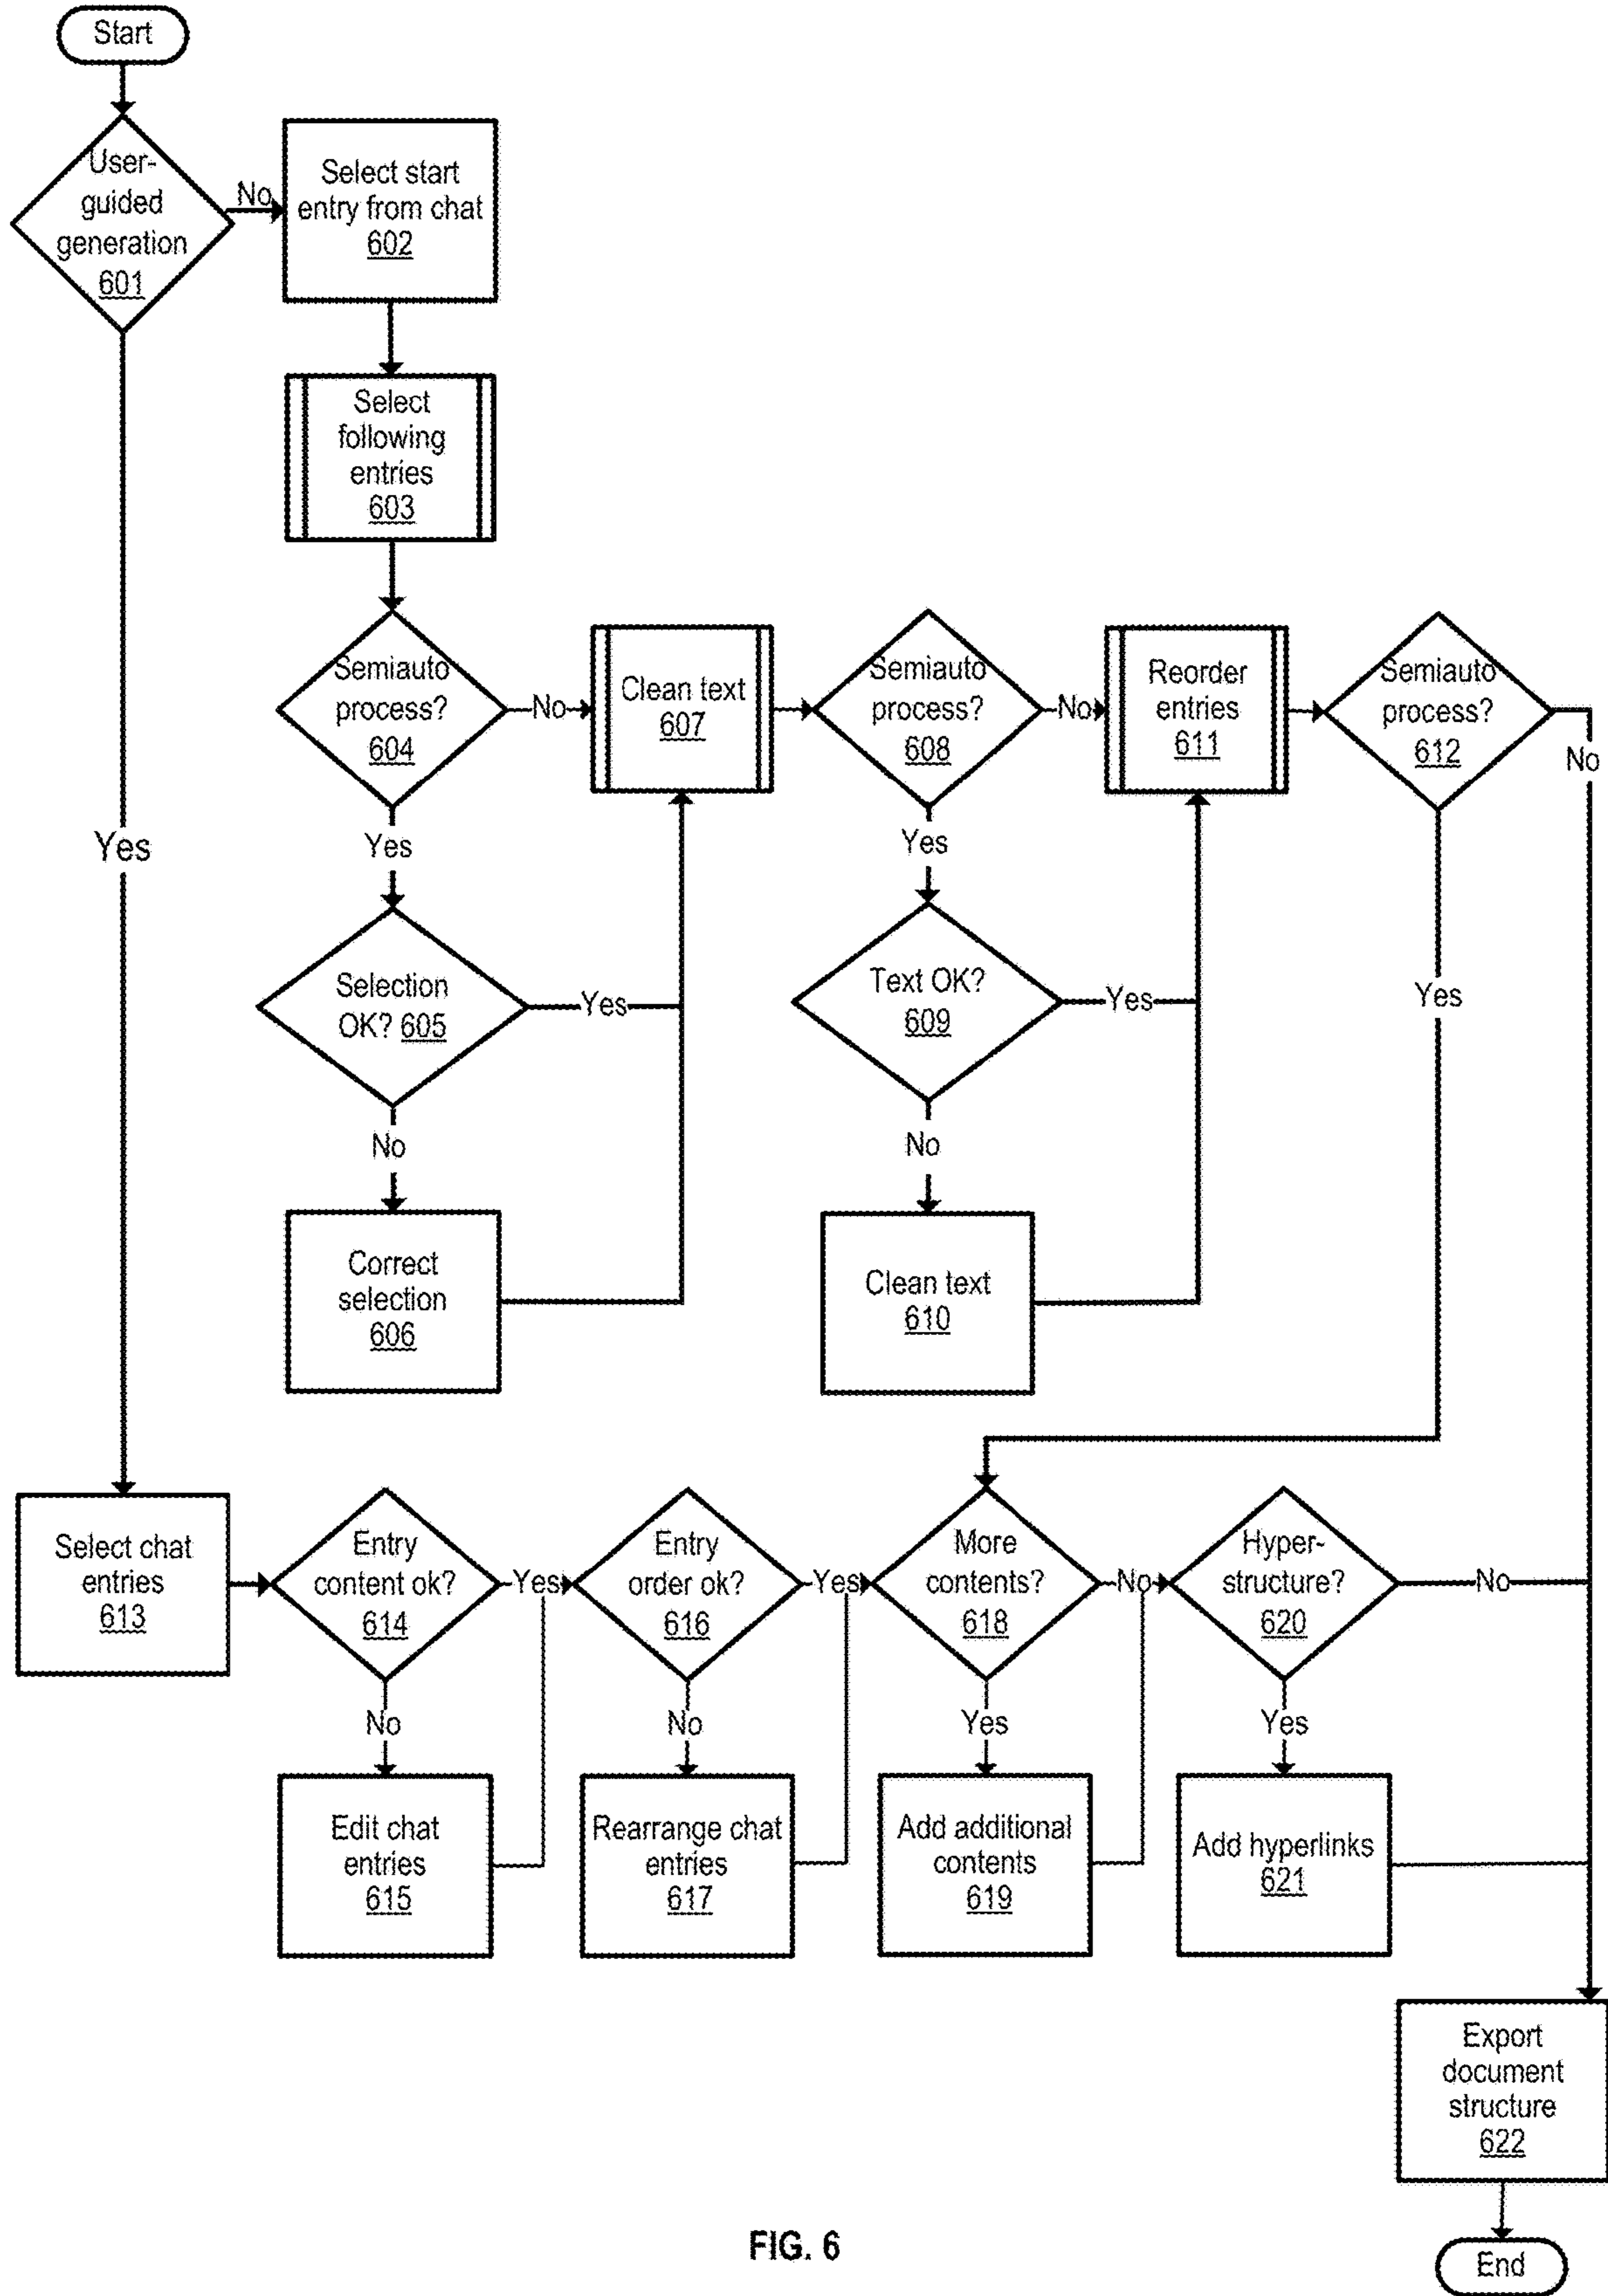 Start
User-
guided
generation
601
No
Select start
entry from chat
602
Select
following
entries
603
Semiauto
process?
604
No
Clean text
607
Semiauto
process?
608
No
Reorder
entries
611
Semiauto
process?
612
No
Yes
Yes
Yes
Selection
OK? 605
Yes
Text OK?
609
Yes
Yes
No
No
Correct
selection
606
Clean text
610
Select chat
entries
613
Entry
content ok?
614
Yes
Entry
order ok?
616
Yes
More
contents?
618
No
Hyper-
structure?
620
No
No
No
Yes
Yes
Edit chat
entries
615
Rearrange chat
entries
617
Add additional
contents
619
Add hyperlinks
621
Export
document
structure
622
End
FIG. 6